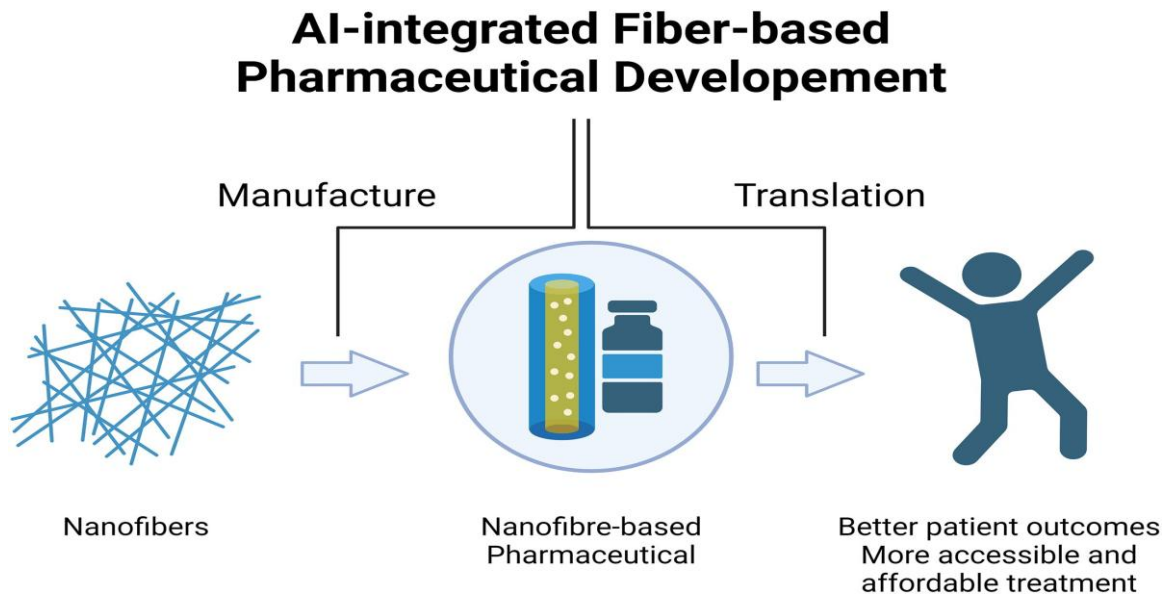 AI-integrated Fiber-based
Pharmaceutical Developement
Manufacture
Translation
Nanofibers
Nanofibre-based
Pharmaceutical
Better patient outcomes
More accessible and
affordable treatment